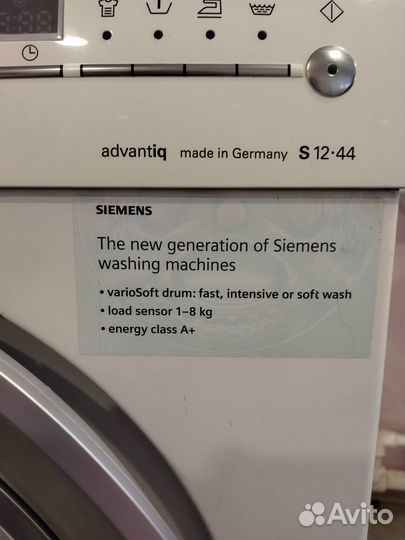 advantiq made in Germany S 12·44
SIEMENS
The new generation of Siemens
washing machines
• varioSoft drum: fast, intensive or soft wash
• load sensor 1–8 kg
• energy class A+
Avito